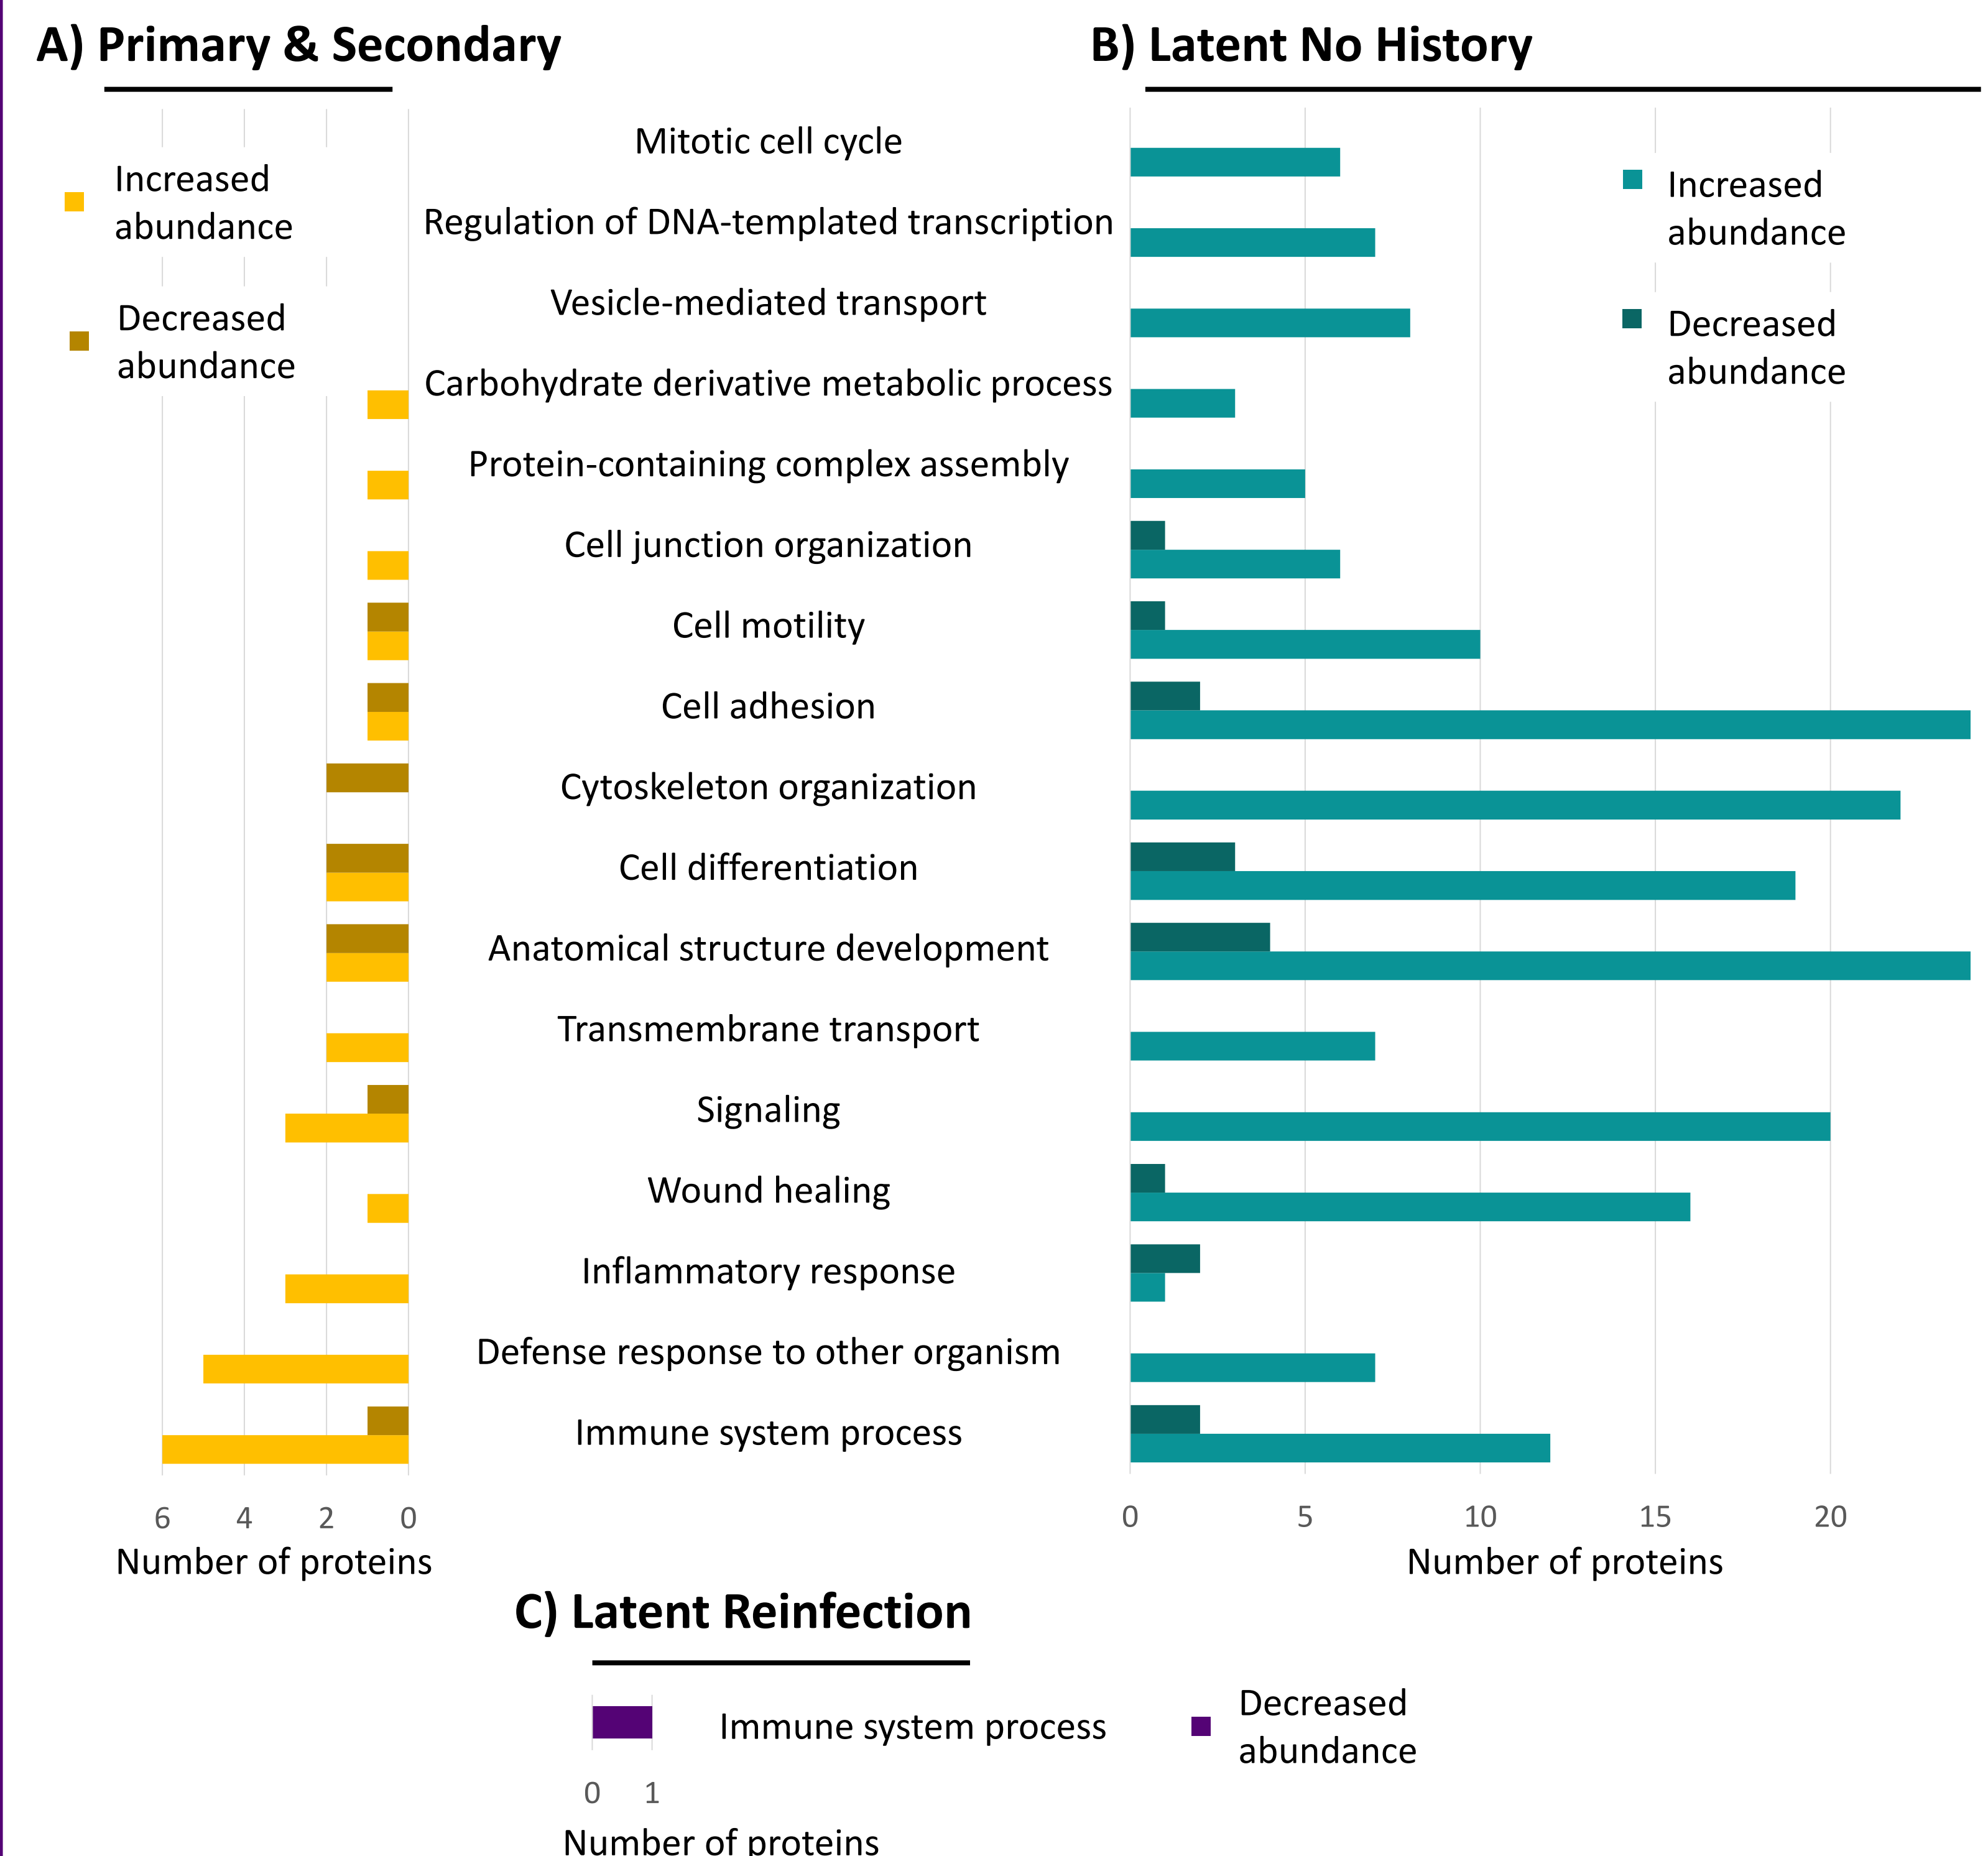 A) Primary & Secondary
Increased
abundance
Decreased
abundance
6 4 2 0
Number of proteins
Mitotic cell cycle
Regulation of DNA-templated transcription
Vesicle-mediated transport
Carbohydrate derivative metabolic process
Protein-containing complex assembly
Cell junction organization
Cell motility
Cell adhesion
Cytoskeleton organization
Cell differentiation
Anatomical structure development
Transmembrane transport
Signaling
Wound healing
Inflammatory response
Defense response to other organism
Immune system process
B) Latent No History
Increased
abundance
Decreased
abundance
0 5 10 15 20
Number of proteins
C) Latent Reinfection
Immune system process
Decreased
abundance
0 1
Number of proteins